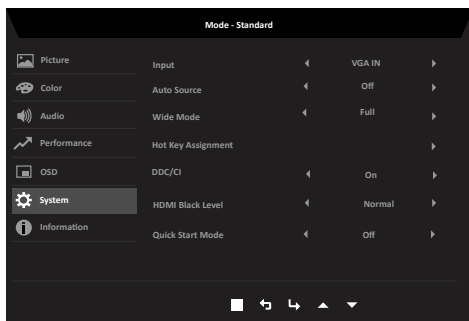 Mode - Standard
Picture
Input VGA IN
Color
Auto Source Off
Audio
Wide Mode Full
Performance
Hot Key Assignment
OSD
DDC/CI On
System
HDMI Black Level Normal
Information
Quick Start Mode Off